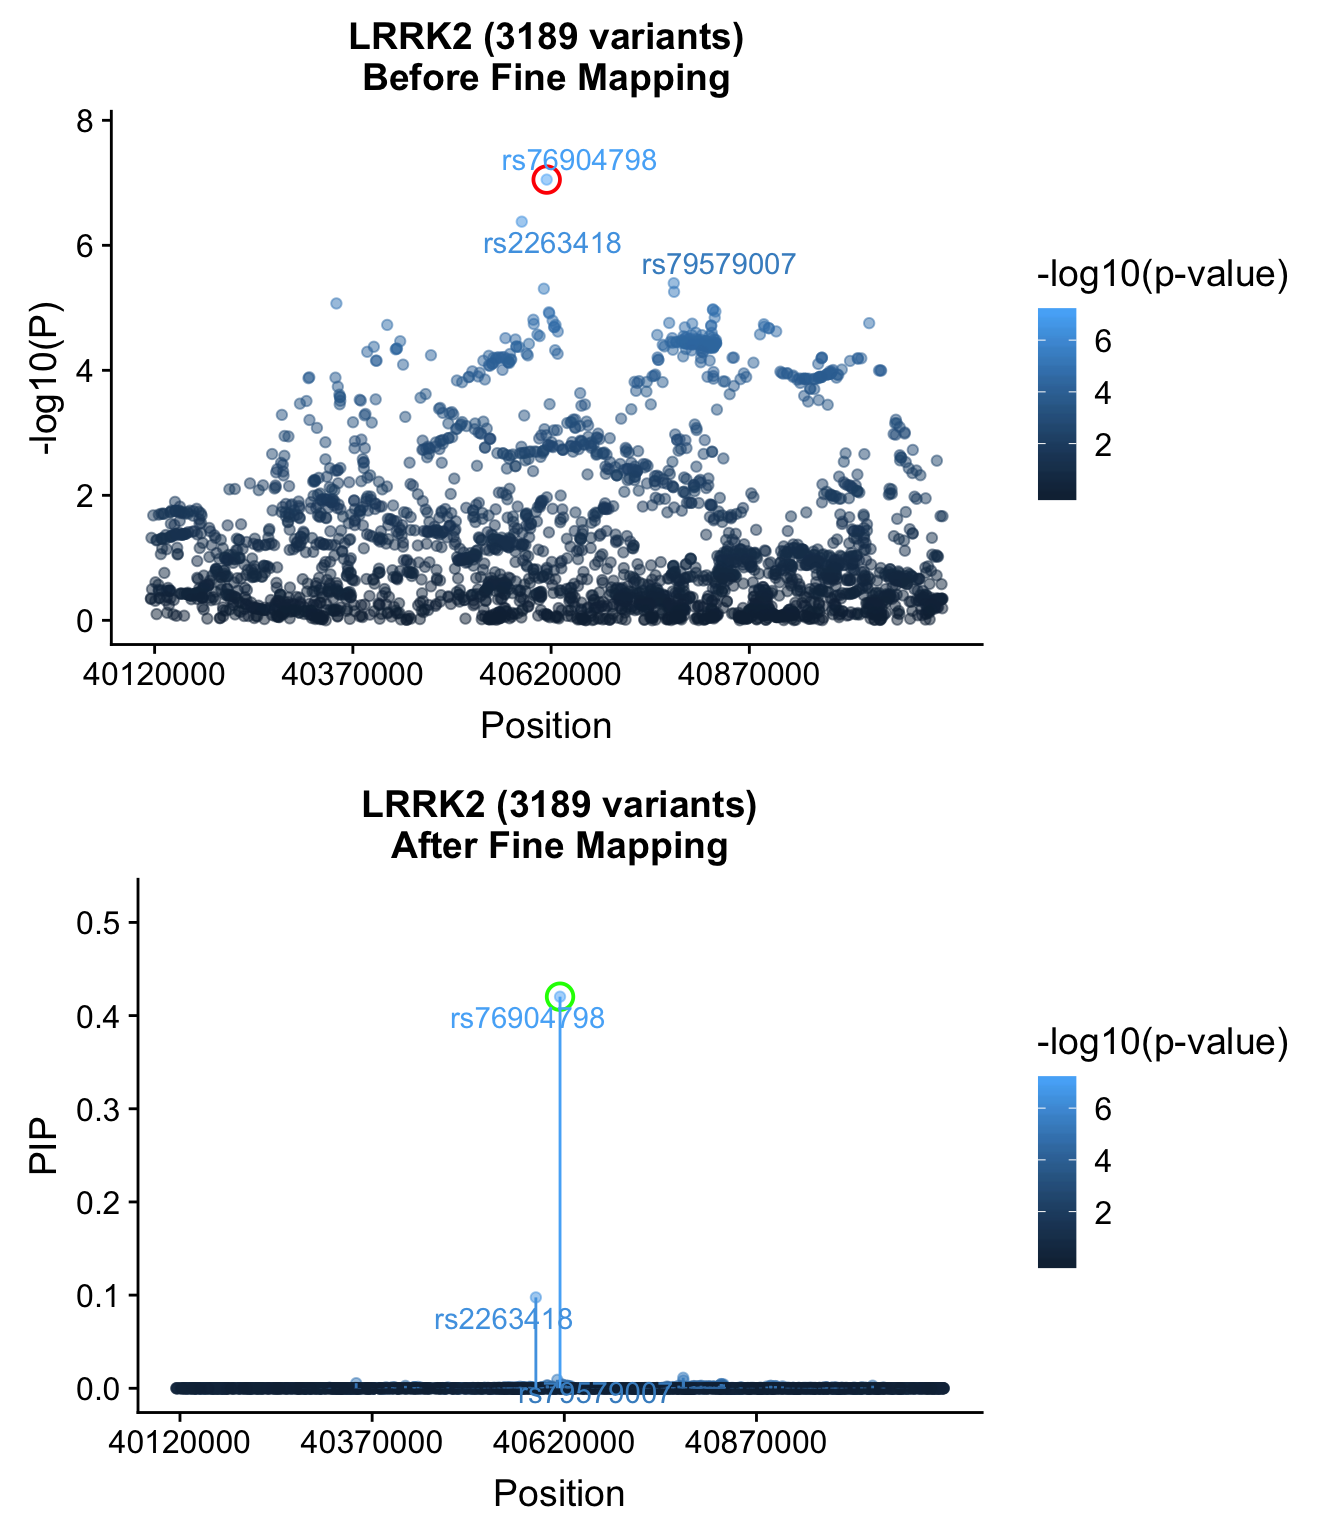 LRRK2 (3189 variants)
Before Fine Mapping
8
6
4
2
0
-log10(P)
rs76904798
rs2263418
rs79579007
40120000
40370000
40620000
40870000
Position
-log10(p-value)
6
4
2
LRRK2 (3189 variants)
After Fine Mapping
0.5
0.4
0.3
0.2
0.1
0.0
PIP
rs76904798
rs2263418
rs79579007
40120000
40370000
40620000
40870000
Position
-log10(p-value)
6
4
2